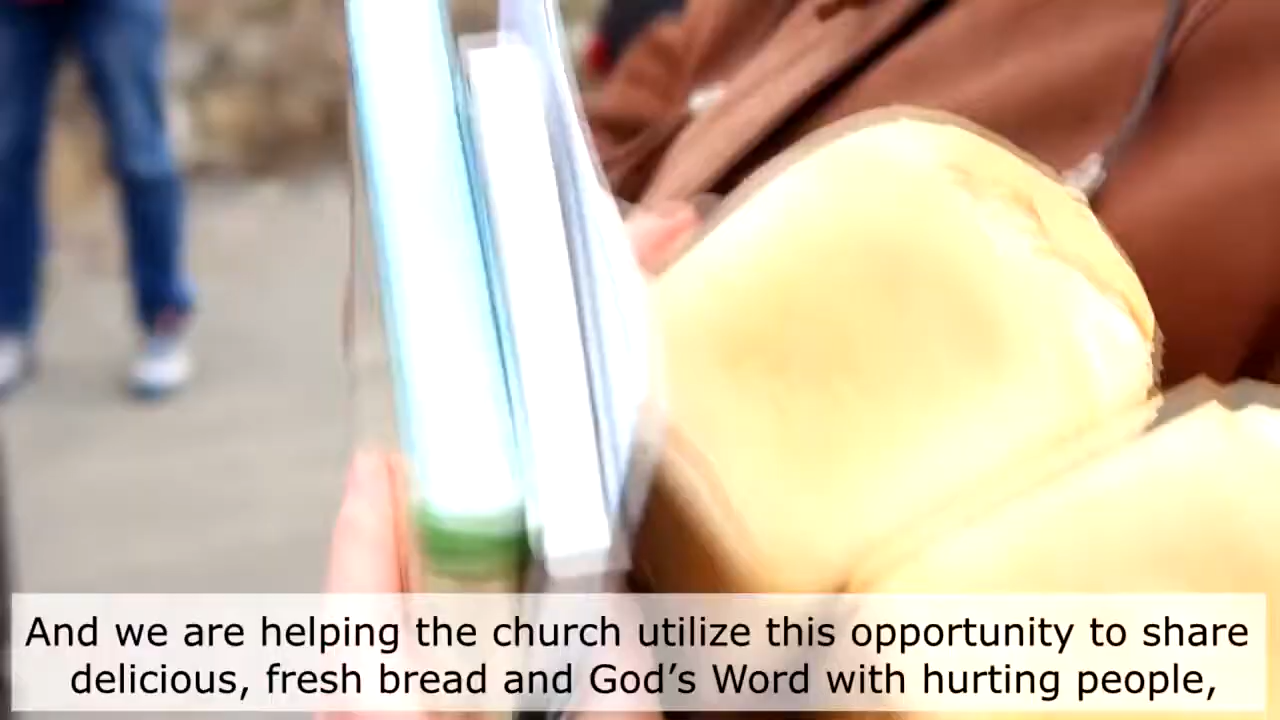 And we are helping the church utilize this opportunity to share
delicious, fresh bread and God’s Word with hurting people,